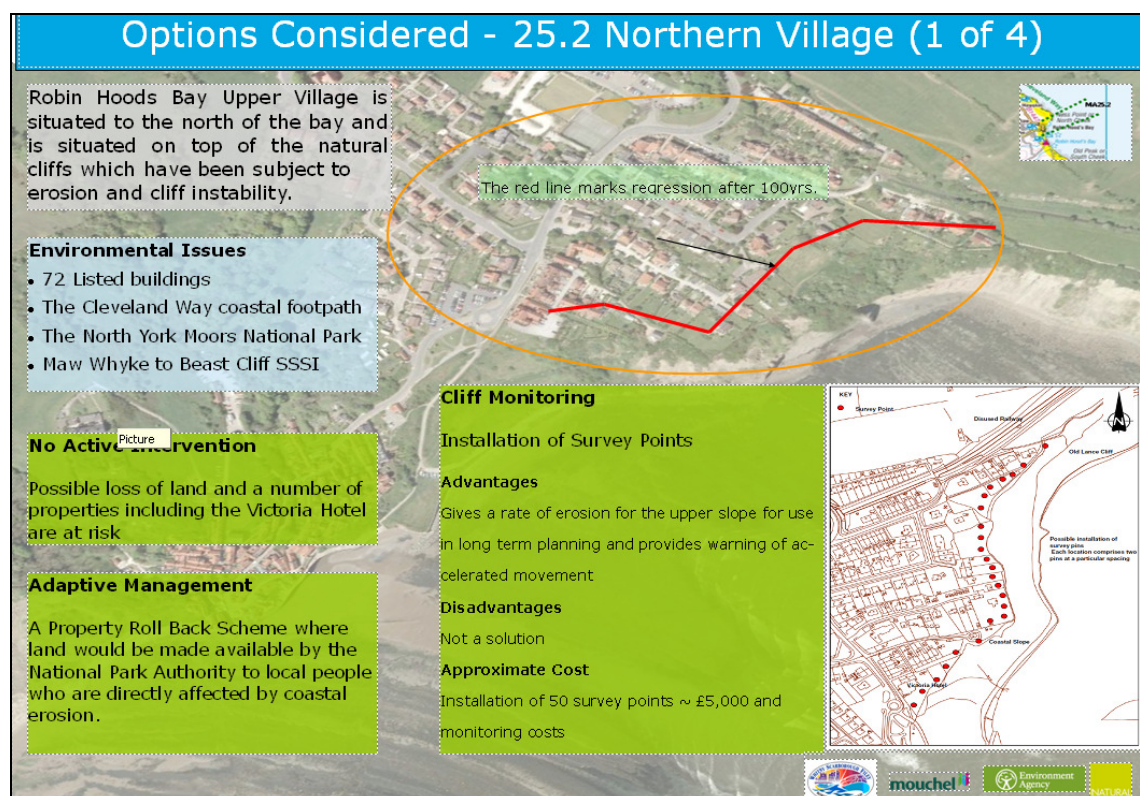 Options Considered - 25.2 Northern Village (1 of 4)
Robin Hoods Bay Upper Village is
situated to the north of the bay and
is situated on top of the natural
cliffs which have been subject to
erosion and cliff instability.
The red line marks regression after 100yrs.
MA25.2
Robin Hood's Bay
Old Peak or
South Cheek
Environmental Issues
• 72 Listed buildings
• The Cleveland Way coastal footpath
• The North York Moors National Park
• Maw Whyke to Beast Cliff SSSI
Picture
No Active Intervention
Possible loss of land and a number of
properties including the Victoria Hotel
are at risk
Adaptive Management
A Property Roll Back Scheme where
land would be made available by the
National Park Authority to local people
who are directly affected by coastal
erosion.
Cliff Monitoring
Installation of Survey Points
Advantages
Gives a rate of erosion for the upper slope for use
in long term planning and provides warning of ac-
celerated movement
Disadvantages
Not a solution
Approximate Cost
Installation of 50 survey points ~ £5,000 and
monitoring costs
KEY
Survey Point
Disused Railway
Old Lance Cliff
Possible installation of
survey pins
Each location comprises two
pins at a particular spacing
Coastal Slope
Victoria Hotel
mouchel
Environment
Agency
NATURAL